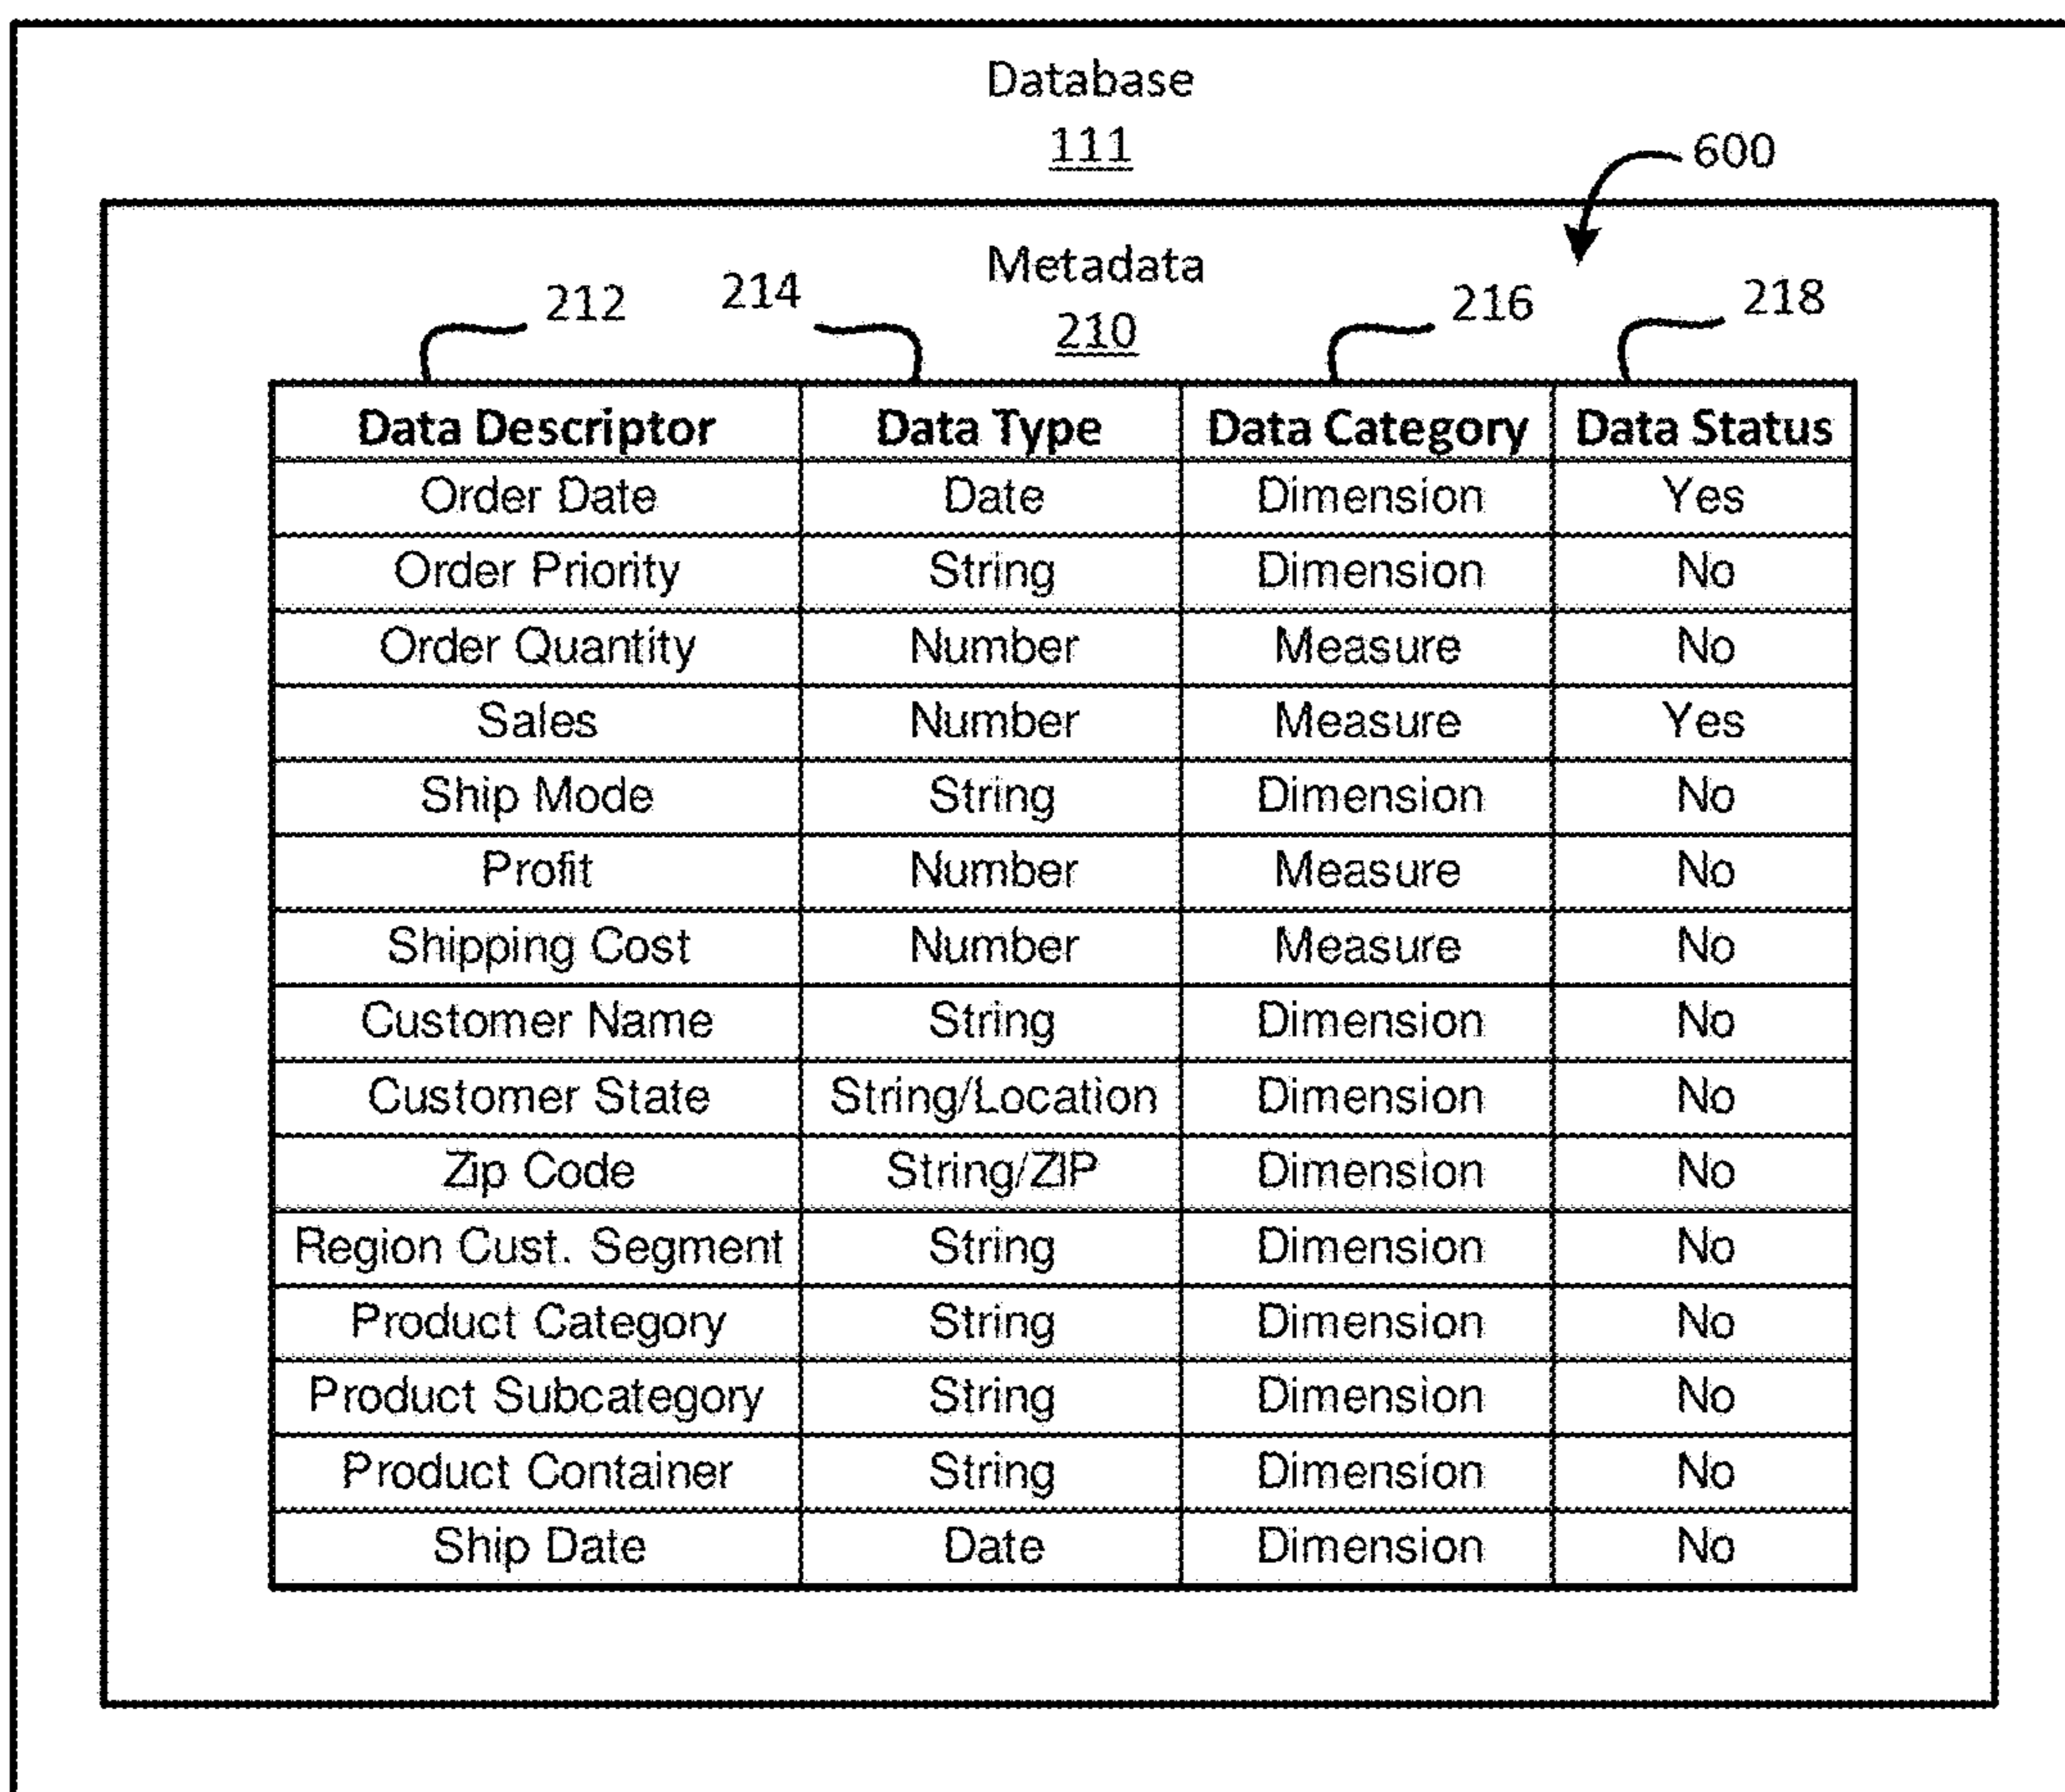 Database
111
600
Metadata
212 214 210 216 218
Data Descriptor Data Type Data Category Data Status
Order Date Date Dimension Yes
Order Priority String Dimension No
Order Quantity Number Measure No
Sales Number Measure Yes
Ship Mode String Dimension No
Profit Number Measure No
Shipping Cost Number Measure No
Customer Name String Dimension No
Customer State String/Location Dimension No
Zip Code String/ZIP Dimension No
Region Cust. Segment String Dimension No
Product Category String Dimension No
Product Subcategory String Dimension No
Product Container String Dimension No
Ship Date Date Dimension No